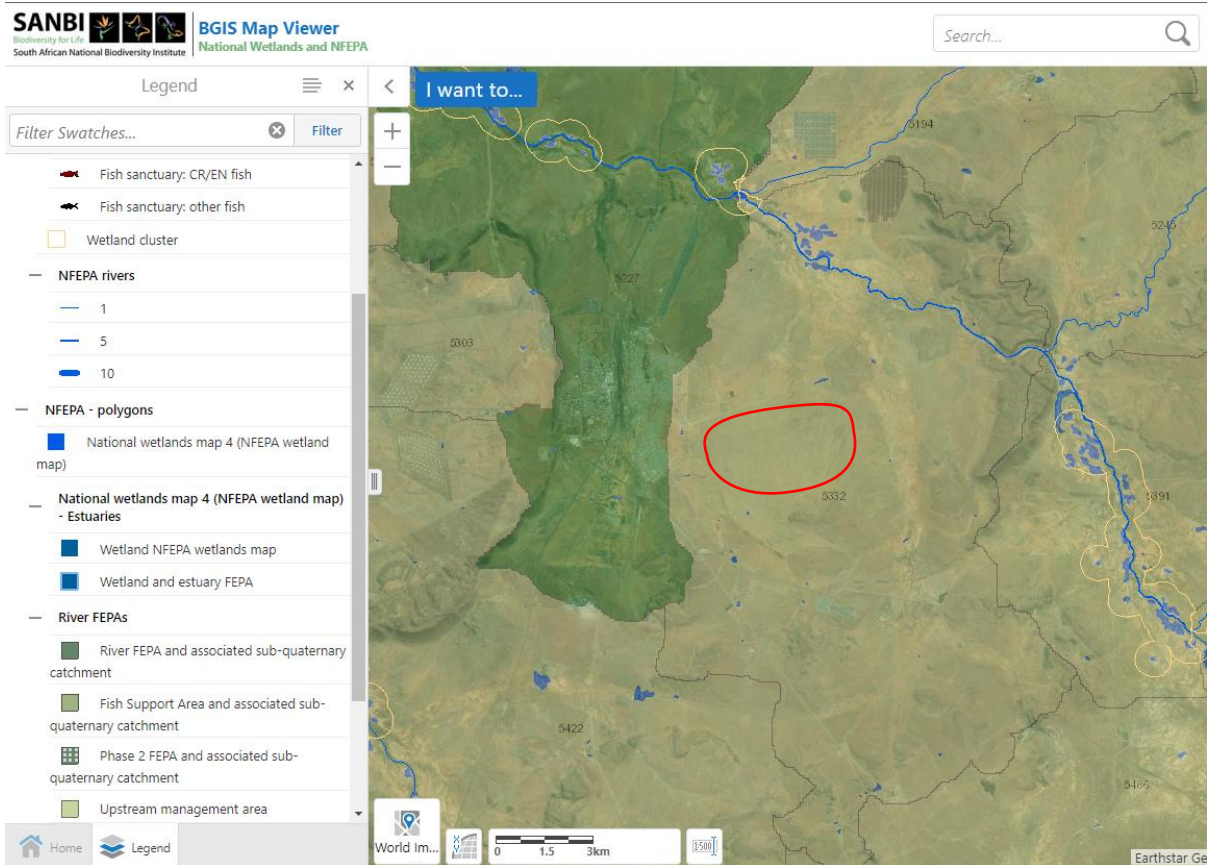 SANBI
Biodiversity for Life
South African National Biodiversity Institute
BGIS Map Viewer
National Wetlands and NFEPA
Search...
Legend
Filter Swatches...
Filter
Fish sanctuary: CR/EN fish
Fish sanctuary: other fish
Wetland cluster
NFEPA rivers
1
5
10
NFEPA - polygons
National wetlands map 4 (NFEPA wetland
map)
National wetlands map 4 (NFEPA wetland map)
- Estuaries
Wetland NFEPA wetlands map
Wetland and estuary FEPA
River FEPAs
River FEPA and associated sub-quaternary
catchment
Fish Support Area and associated sub-
quaternary catchment
Phase 2 FEPA and associated sub-
quaternary catchment
Upstream management area
Home
Legend
I want to...
5194
5245
5227
5303
5332
5391
5422
5486
World Im...
X
Y
0 1.5 3km
1:500
Earthstar Ge